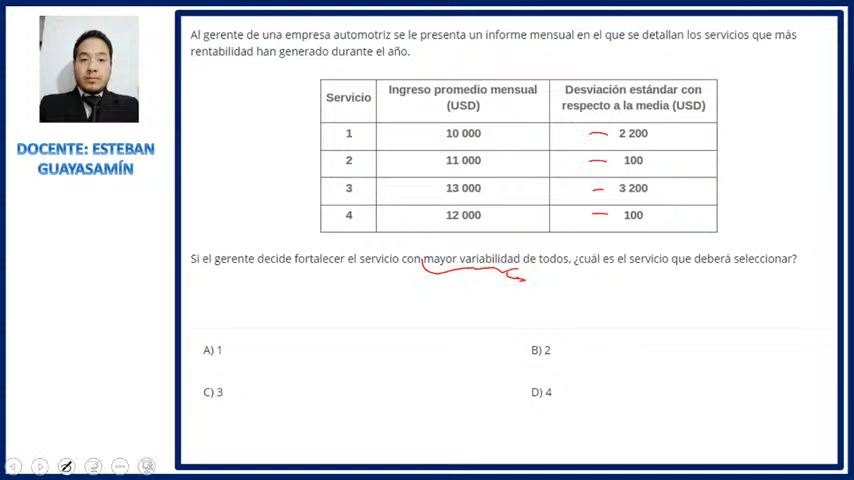 Al gerente de una empresa automotriz se le presenta un informe mensual en el que se detallan los servicios que más
rentabilidad han generado durante el año.
DOCENTE: ESTEBAN
GUAYASAMÍN
Servicio Ingreso promedio mensual (USD) Desviación estándar con respecto a la media (USD)
1 10 000 2 200
2 11 000 100
3 13 000 3 200
4 12 000 100
Si el gerente decide fortalecer el servicio con mayor variabilidad de todos, ¿cuál es el servicio que deberá seleccionar?
A) 1
B) 2
C) 3
D) 4